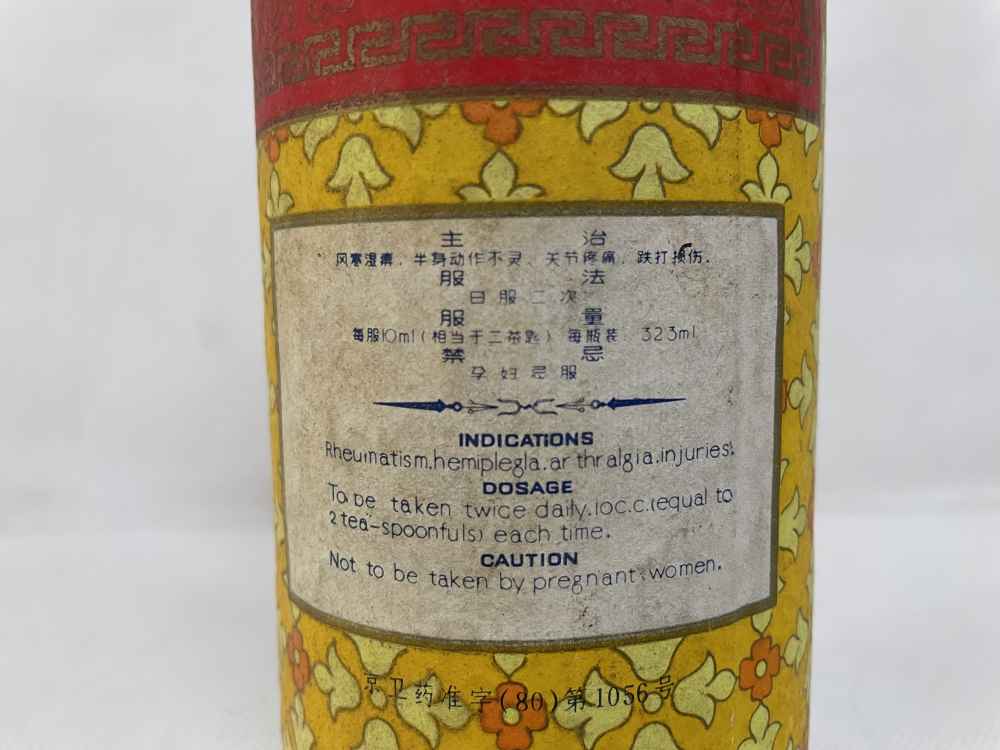 主治
风寒湿痹、半身动作不灵、关节疼痛、跌打损伤.
服法
日服二次
服量
每服10ml(相当于二茶匙) 每瓶装 323ml
禁忌
孕妇忌服
INDICATIONS
Rheumatism.hemiplegla.ar thralgia.injuries.
DOSAGE
To be taken twice daily.10c.c.(equal to
2 tea-spoonfuls) each time.
CAUTION
Not to be taken by pregnant women.
京卫药准字(80)第1056号